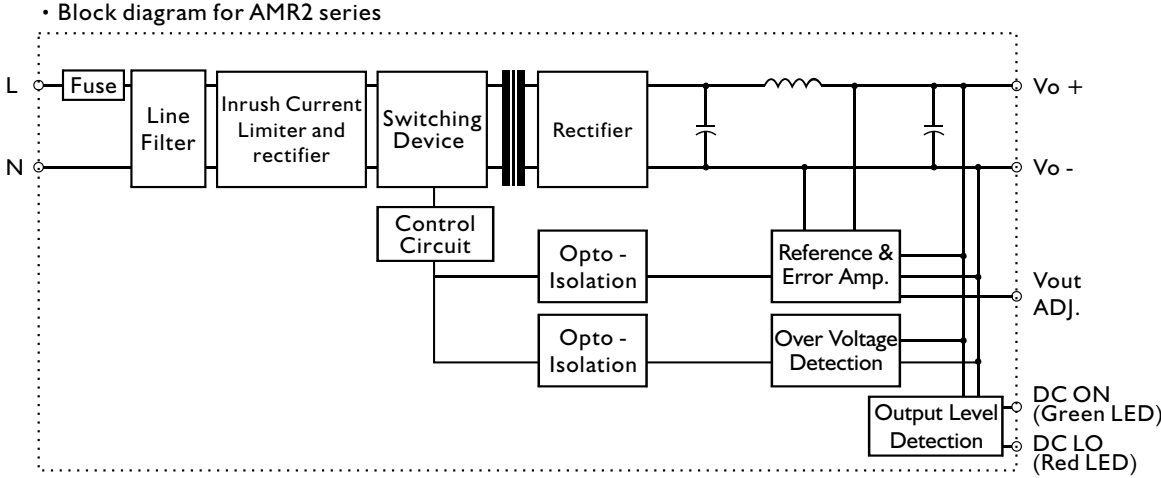 · Block diagram for AMR2 series
L
Fuse
Line
Filter
Inrush Current
Limiter and
rectifier
Switching
Device
Rectifier
Vo +
N
Vo -
Control
Circuit
Opto -
Isolation
Reference &
Error Amp.
Vout
ADJ.
Opto -
Isolation
Over Voltage
Detection
Output Level
Detection
DC ON
(Green LED)
DC LO
(Red LED)